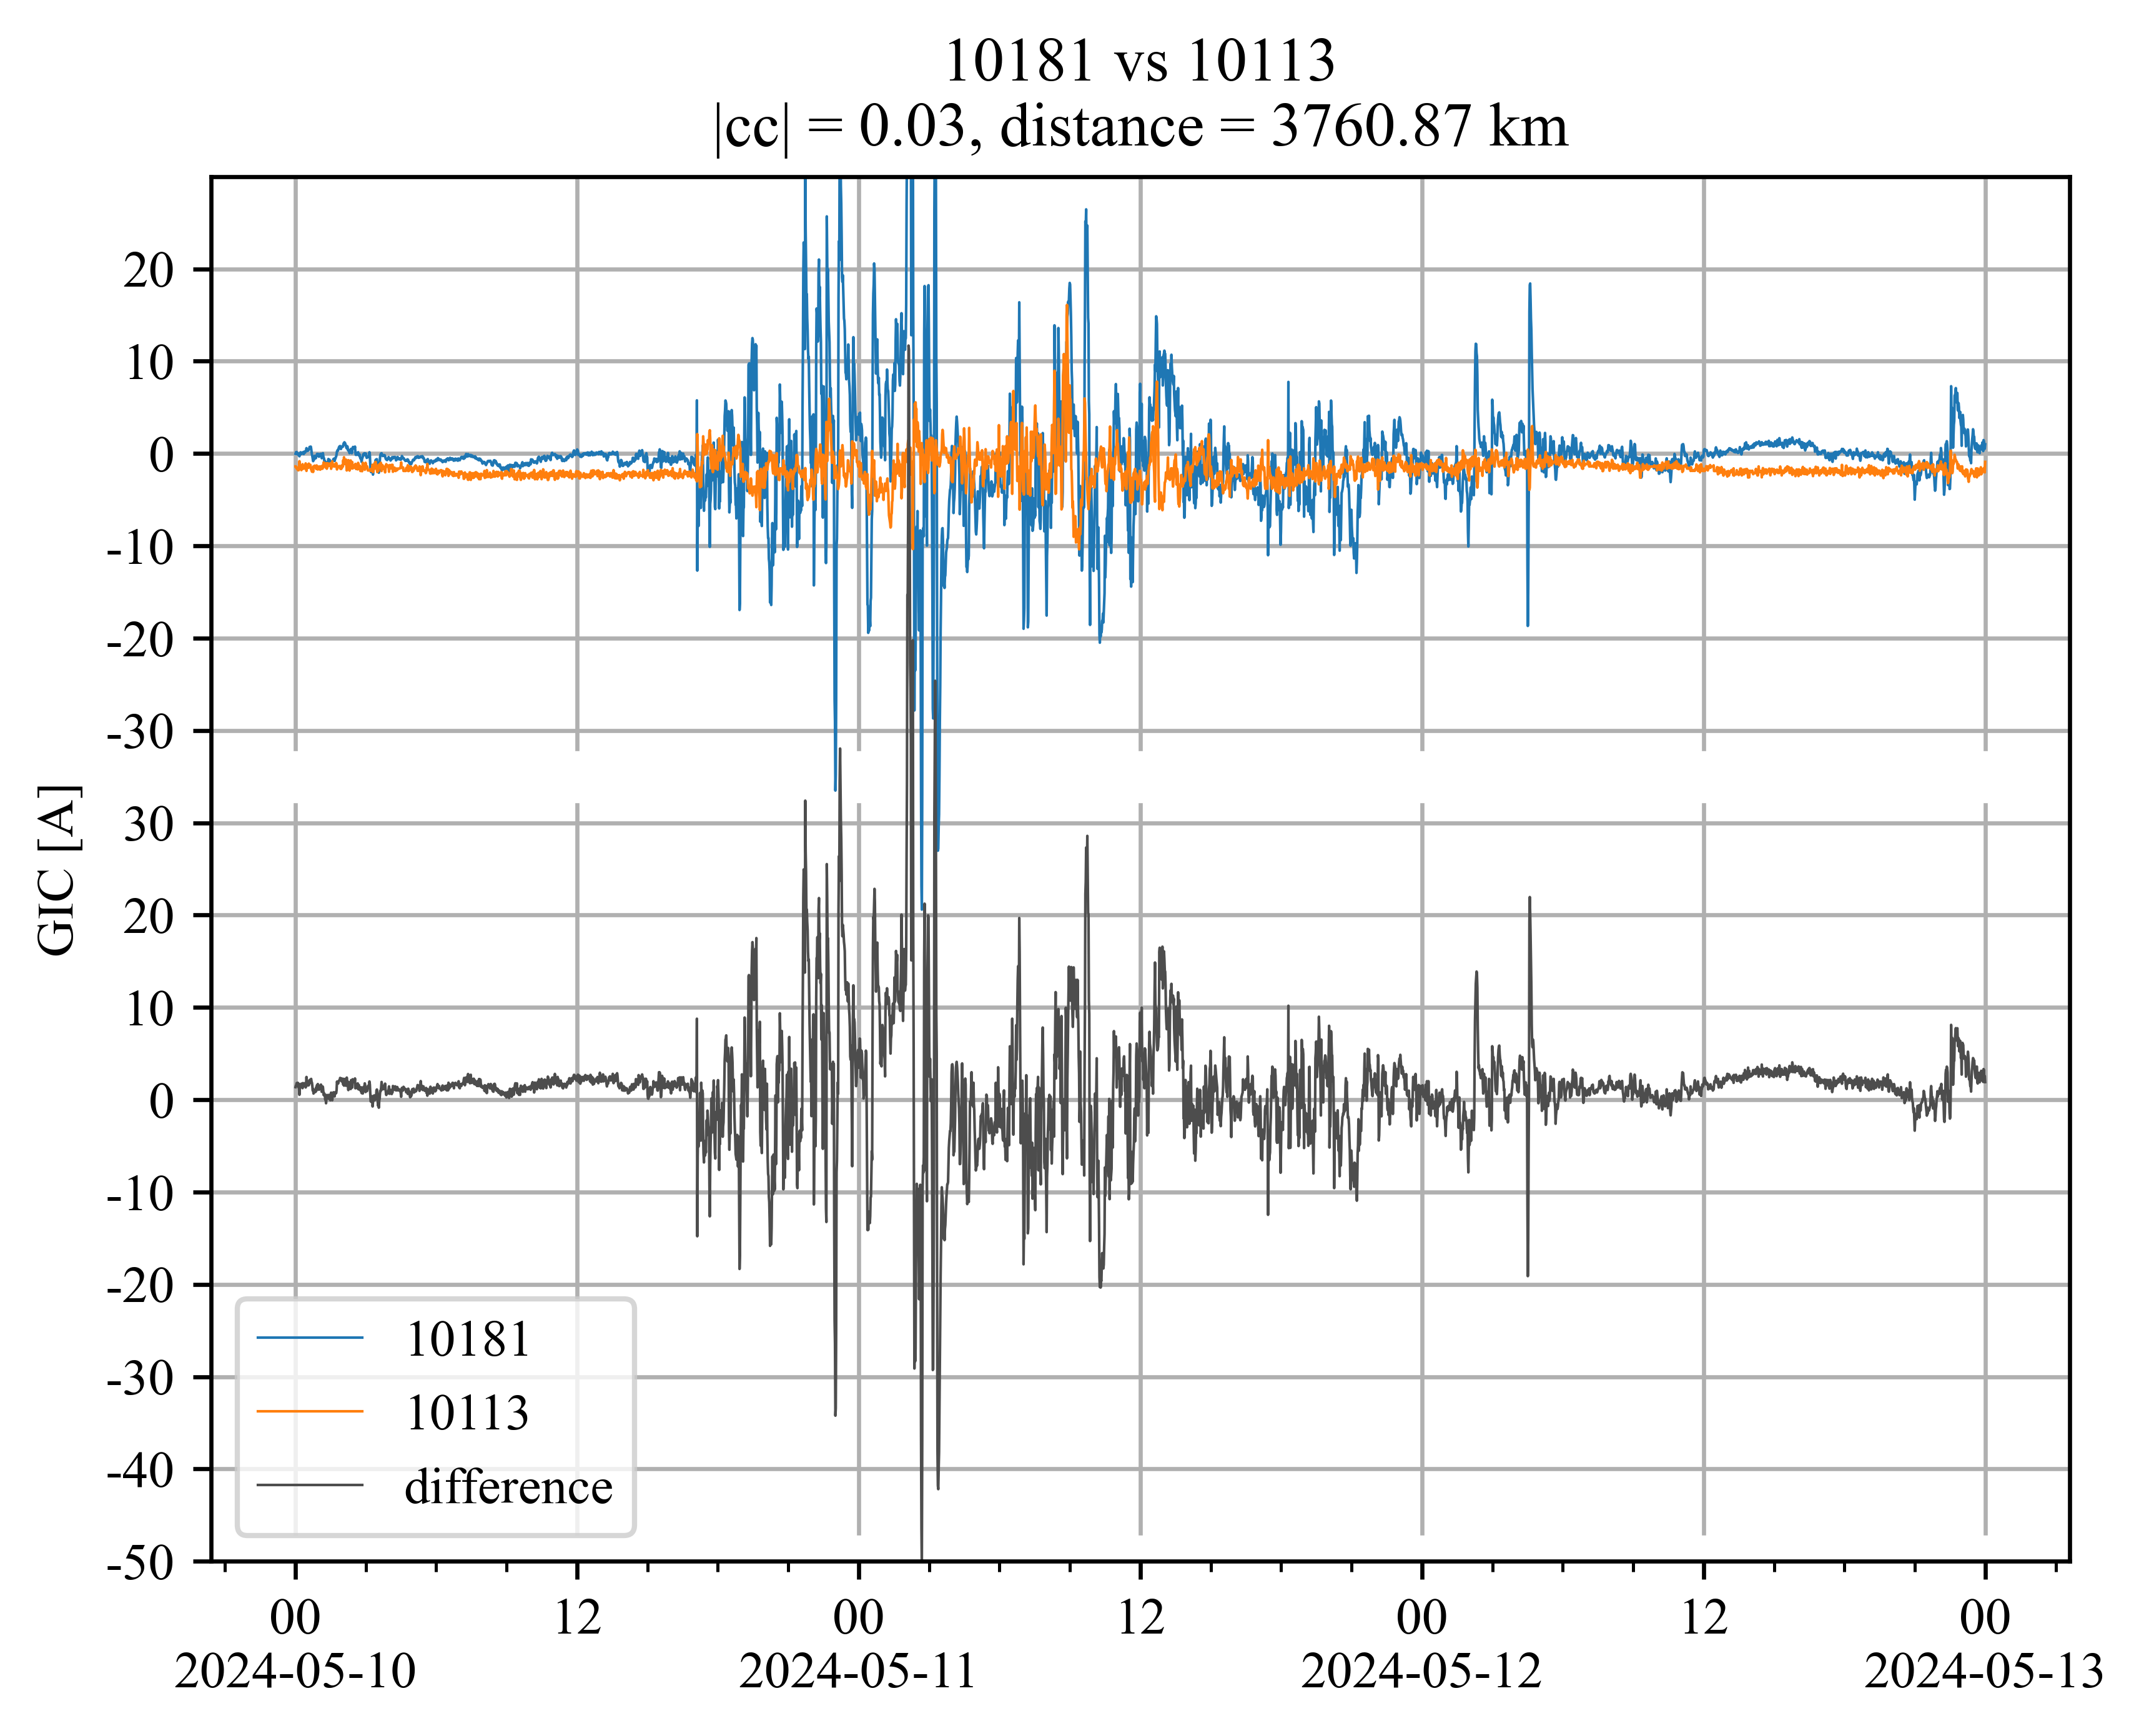 10181 vs 10113
|cc| = 0.03, distance = 3760.87 km
20
10
0
-10
-20
-30
30
20
10
0
-10
-20
-30
-40
-50
GIC [A]
10181
10113
difference
00 12 00 12 00 12 00
2024-05-10 2024-05-11 2024-05-12 2024-05-13